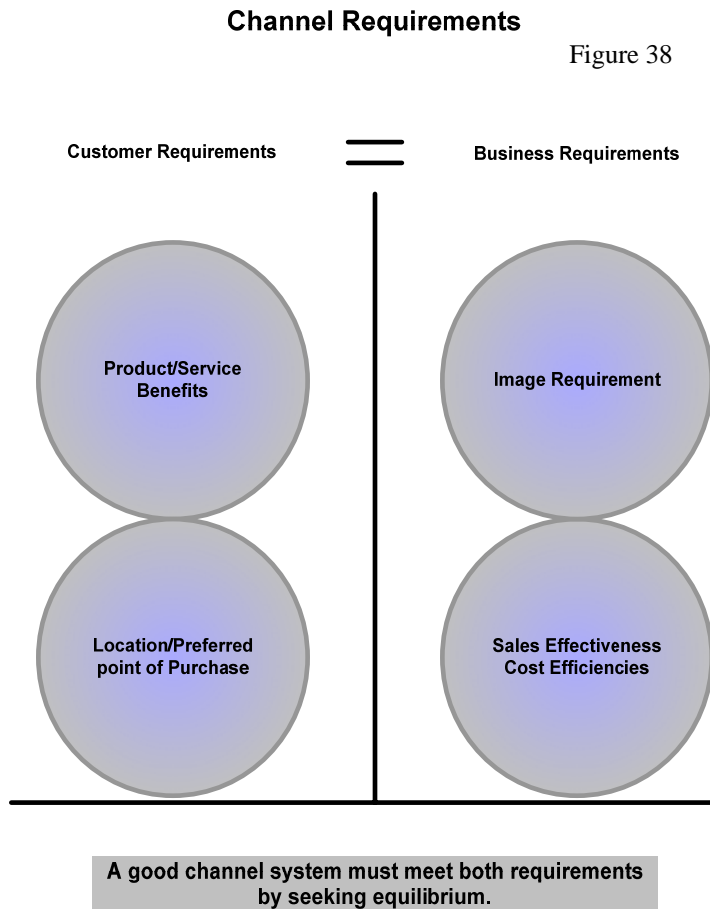 Channel Requirements
Figure 38
Customer Requirements
Business Requirements
Product/Service
Benefits
Image Requirement
Location/Preferred
point of Purchase
Sales Effectiveness
Cost Efficiencies
A good channel system must meet both requirements
by seeking equilibrium.